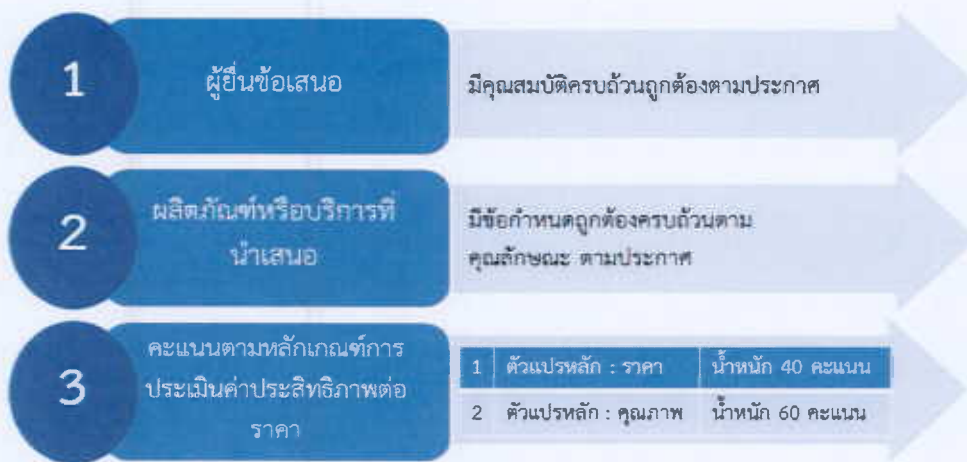 1
ผู้ยื่นข้อเสนอ
มีคุณสมบัติครบถ้วนถูกต้องตามประกาศ
2
ผลิตภัณฑ์หรือบริการที่
นำเสนอ
มีข้อกำหนดถูกต้องครบถ้วนตาม
คุณลักษณะ ตามประกาศ
3
คะแนนตามหลักเกณฑ์การ
ประเมินค่าประสิทธิภาพต่อ
ราคา
1 ตัวแปรหลัก : ราคา น้ำหนัก 40 คะแนน
2 ตัวแปรหลัก : คุณภาพ น้ำหนัก 60 คะแนน